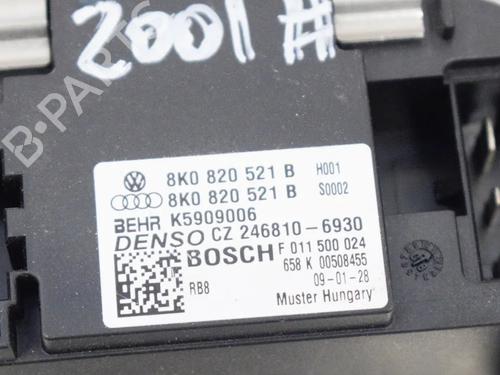 2001#
8K0 820 521 B H001
8K0 820 521 B S0002
BEHR K5909006
DENSO CZ 246810-6930
BOSCH F 011 500 024
658 K 00508455
RB8 09-01-28
Muster Hungary
B-PARTS